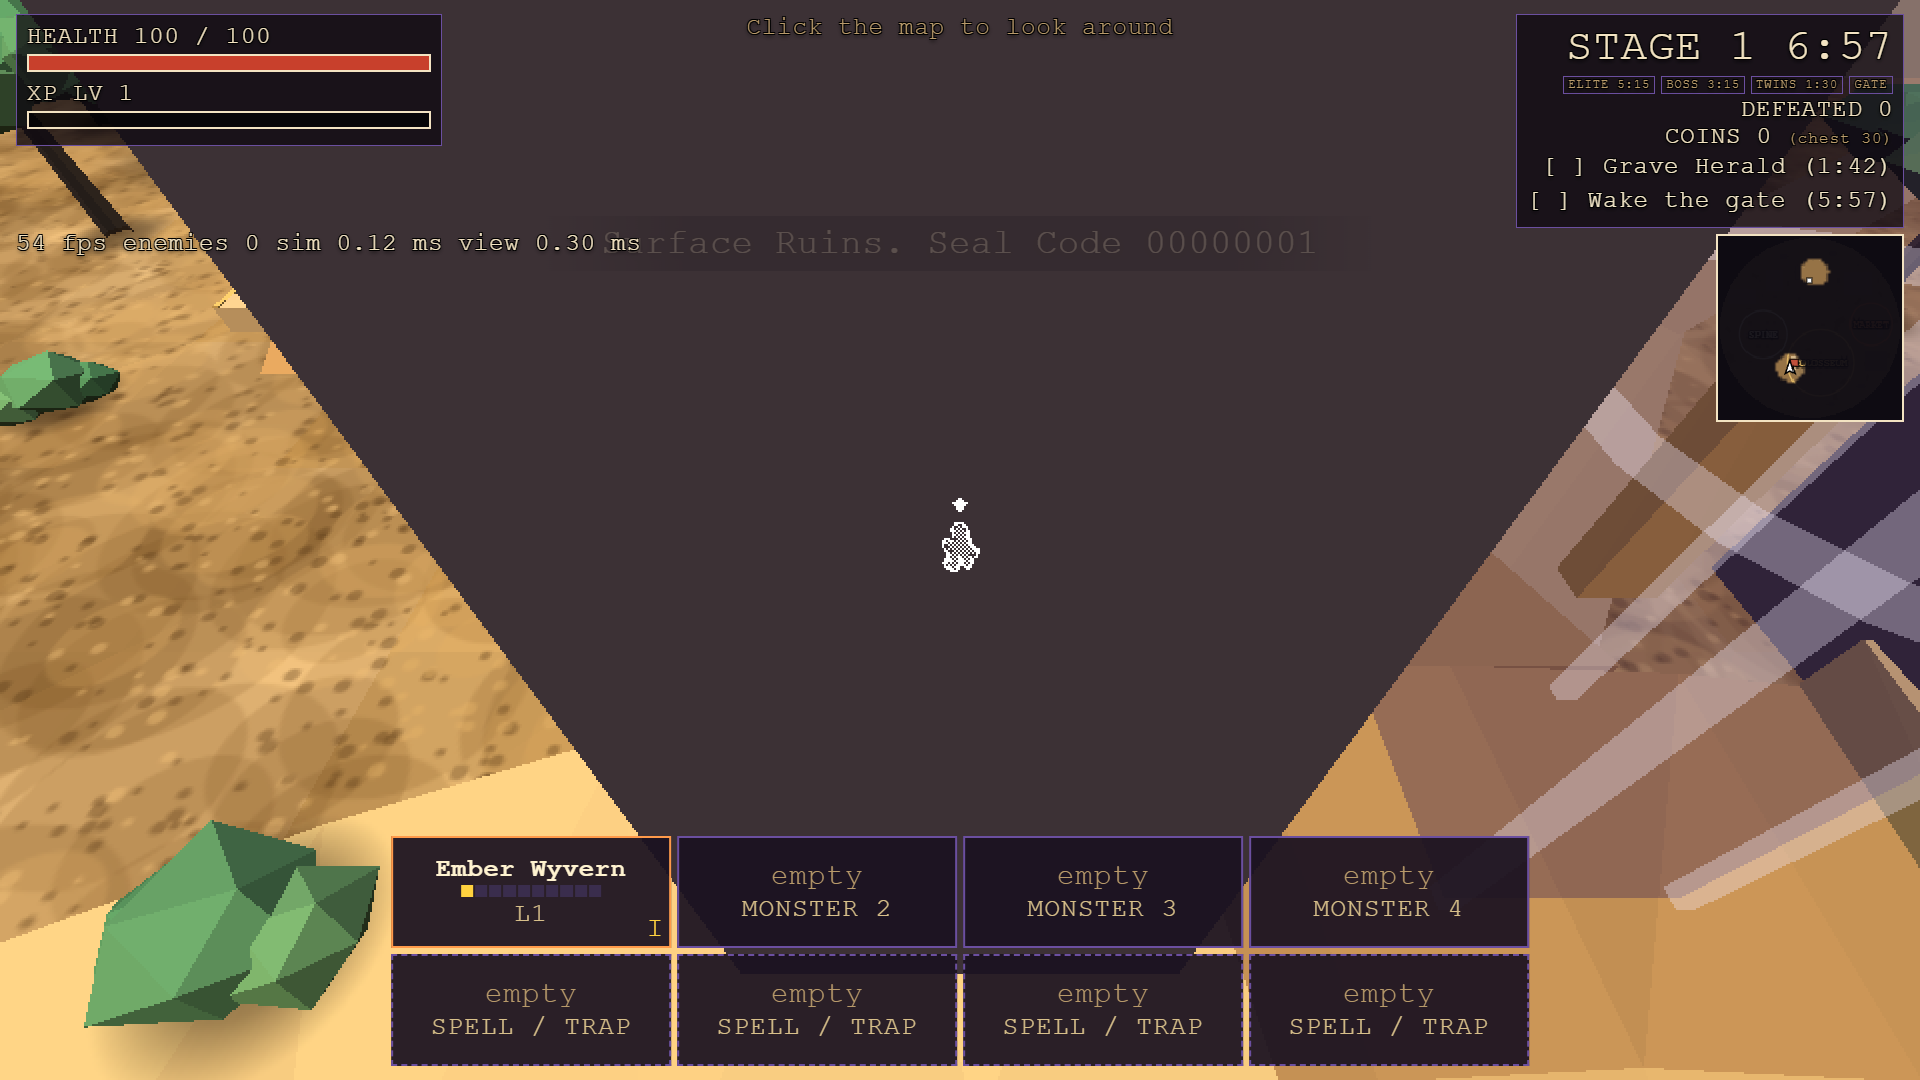 HEALTH 100 / 100
XP LV 1
Click the map to look around
STAGE 1 6:57
ELITE 5:15 BOSS 3:15 TWINS 1:30 GATE
DEFEATED 0
COINS 0 (chest 30)
[ ] Grave Herald (1:42)
[ ] Wake the gate (5:57)
54 fps enemies 0 sim 0.12 ms view 0.30 ms
Surface Ruins. Seal Code 00000001
Ember Wyvern
L1
I
empty
MONSTER 2
empty
MONSTER 3
empty
MONSTER 4
empty
SPELL / TRAP
empty
SPELL / TRAP
empty
SPELL / TRAP
empty
SPELL / TRAP